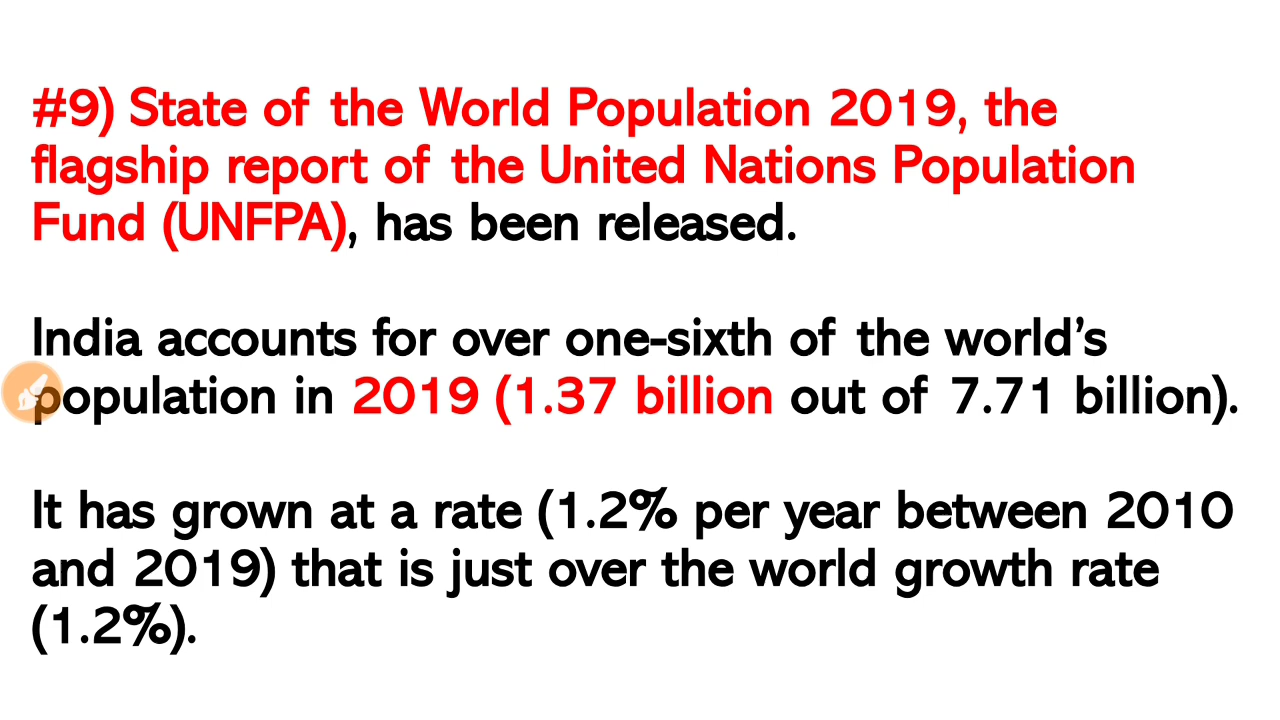 #9) State of the World Population 2019, the
flagship report of the United Nations Population
Fund (UNFPA), has been released.
India accounts for over one-sixth of the world’s
population in 2019 (1.37 billion out of 7.71 billion).
It has grown at a rate (1.2% per year between 2010
and 2019) that is just over the world growth rate
(1.2%).